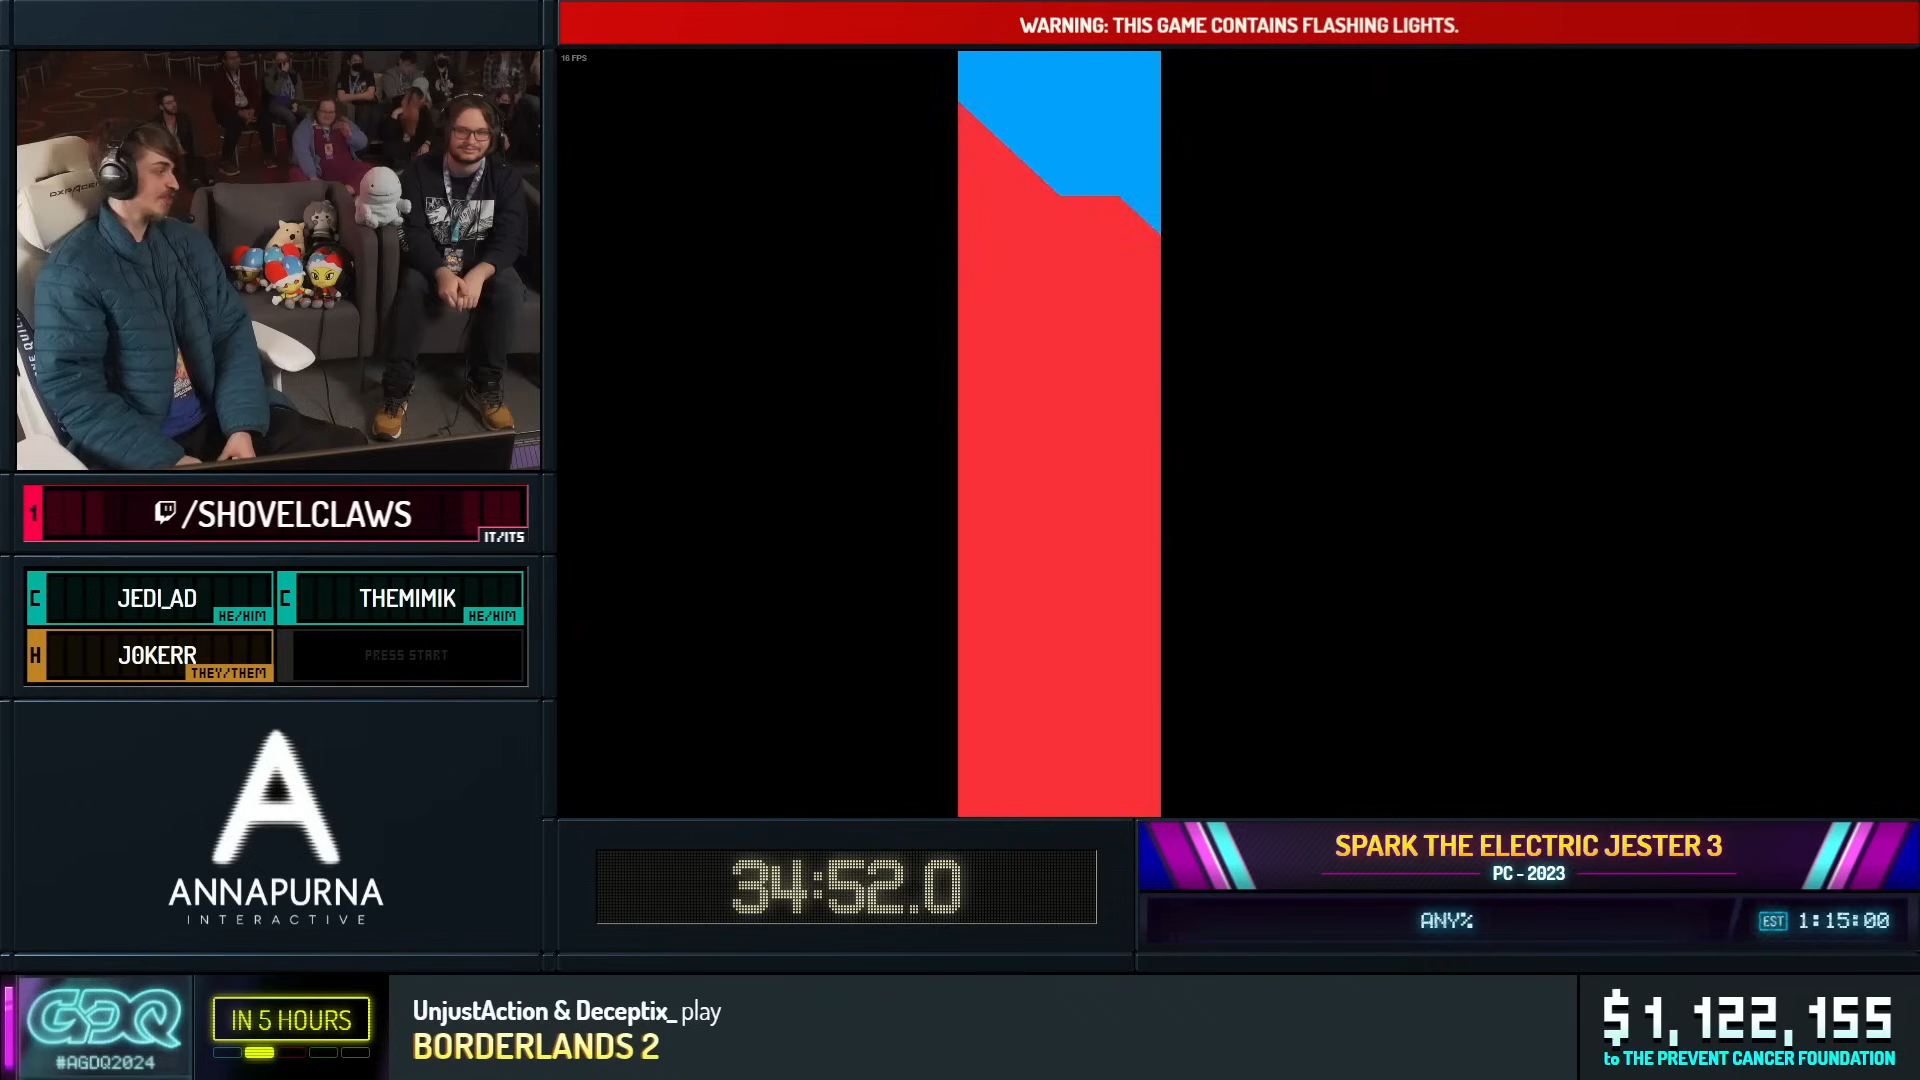 WARNING: THIS GAME CONTAINS FLASHING LIGHTS.
16 FPS
1
/SHOVELCLAWS
IT/ITS
C
JEDI_AD
HE/HIM
C
THEMIMIK
HE/HIM
H
J0KERR
THEY/THEM
PRESS START
A
ANNAPURNA
INTERACTIVE
34:52.0
SPARK THE ELECTRIC JESTER 3
PC - 2023
ANY%
EST 1:15:00
GDQ
#AGDQ2024
IN 5 HOURS
UnjustAction & Deceptix_ play
BORDERLANDS 2
$1,122,155
to THE PREVENT CANCER FOUNDATION